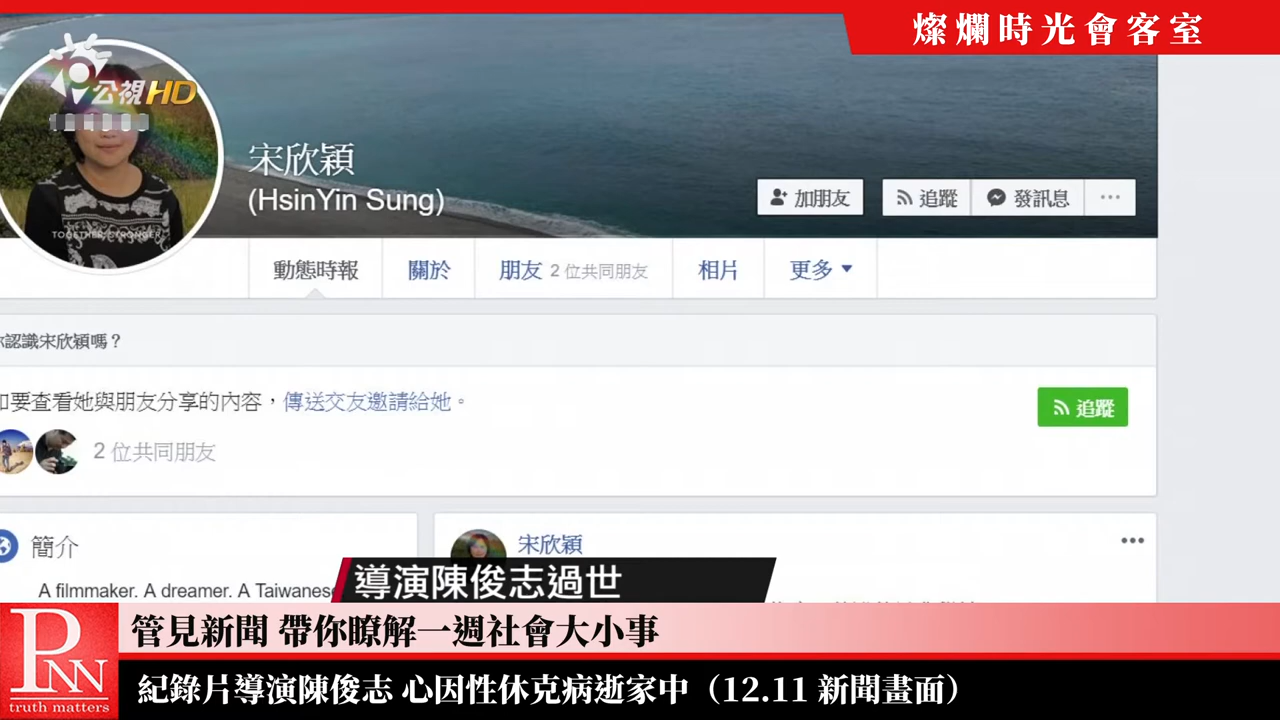 燦爛時光會客室
公視HD
宋欣穎
(HsinYin Sung)
加朋友
追蹤
發訊息
TOGETHER STRONGER
動態時報
關於
朋友 2 位共同朋友
相片
更多
認識宋欣穎嗎？
要查看她與朋友分享的內容，傳送交友邀請給她。
追蹤
2 位共同朋友
簡介
宋欣穎
A filmmaker. A dreamer. A Taiwanese
導演陳俊志過世
管見新聞 帶你瞭解一週社會大小事
PNN
truth matters
紀錄片導演陳俊志 心因性休克病逝家中（12.11 新聞畫面）